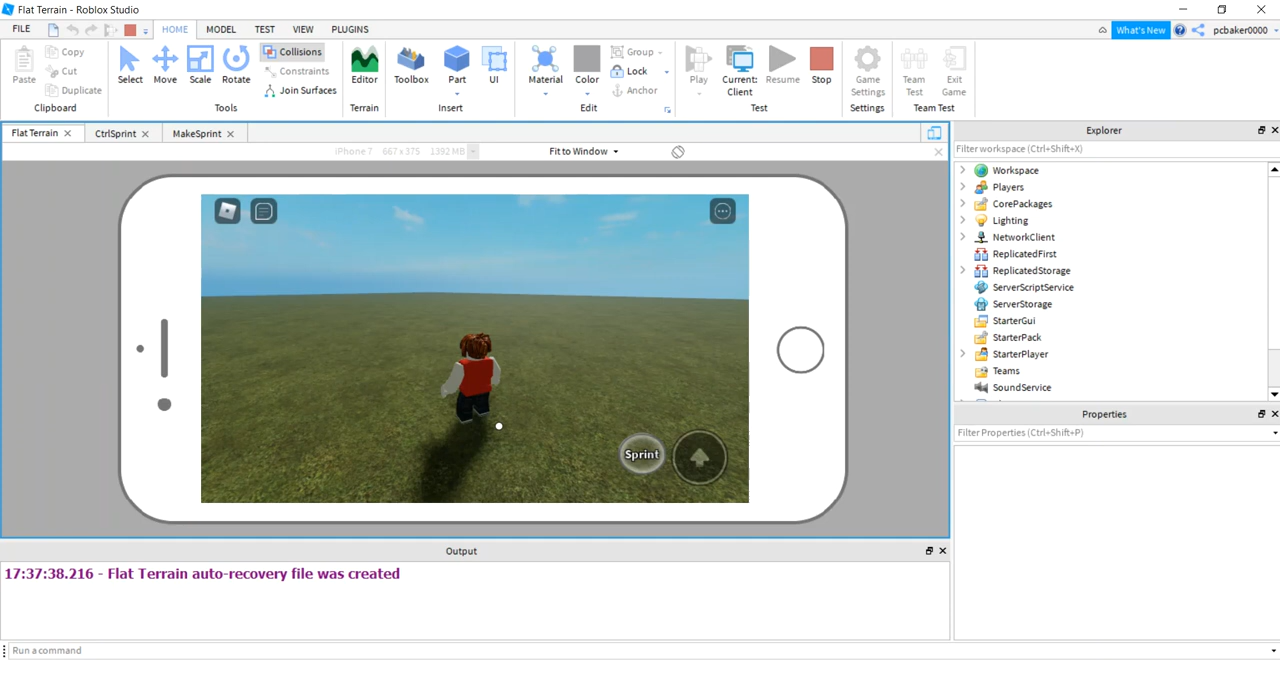 Flat Terrain - Roblox Studio
FILE HOME MODEL TEST VIEW PLUGINS What's New pcbaker0000
Paste Copy Cut Duplicate Select Move Scale Rotate Collisions Constraints Join Surfaces Editor Toolbox Part UI Material Color Group Lock Anchor Play Current: Client Resume Stop Game Settings Team Test Exit Game
Clipboard Tools Terrain Insert Edit Test Settings Team Test
Flat Terrain CtrlSprint MakeSprint
iPhone 7 667x375 1392 MB Fit to Window
Sprint
Explorer
Filter workspace (Ctrl+Shift+X)
Workspace
Players
CorePackages
Lighting
NetworkClient
ReplicatedFirst
ReplicatedStorage
ServerScriptService
ServerStorage
StarterGui
StarterPack
StarterPlayer
Teams
SoundService
Properties
Filter Properties (Ctrl+Shift+P)
Output
17:37:38.216 - Flat Terrain auto-recovery file was created
Run a command